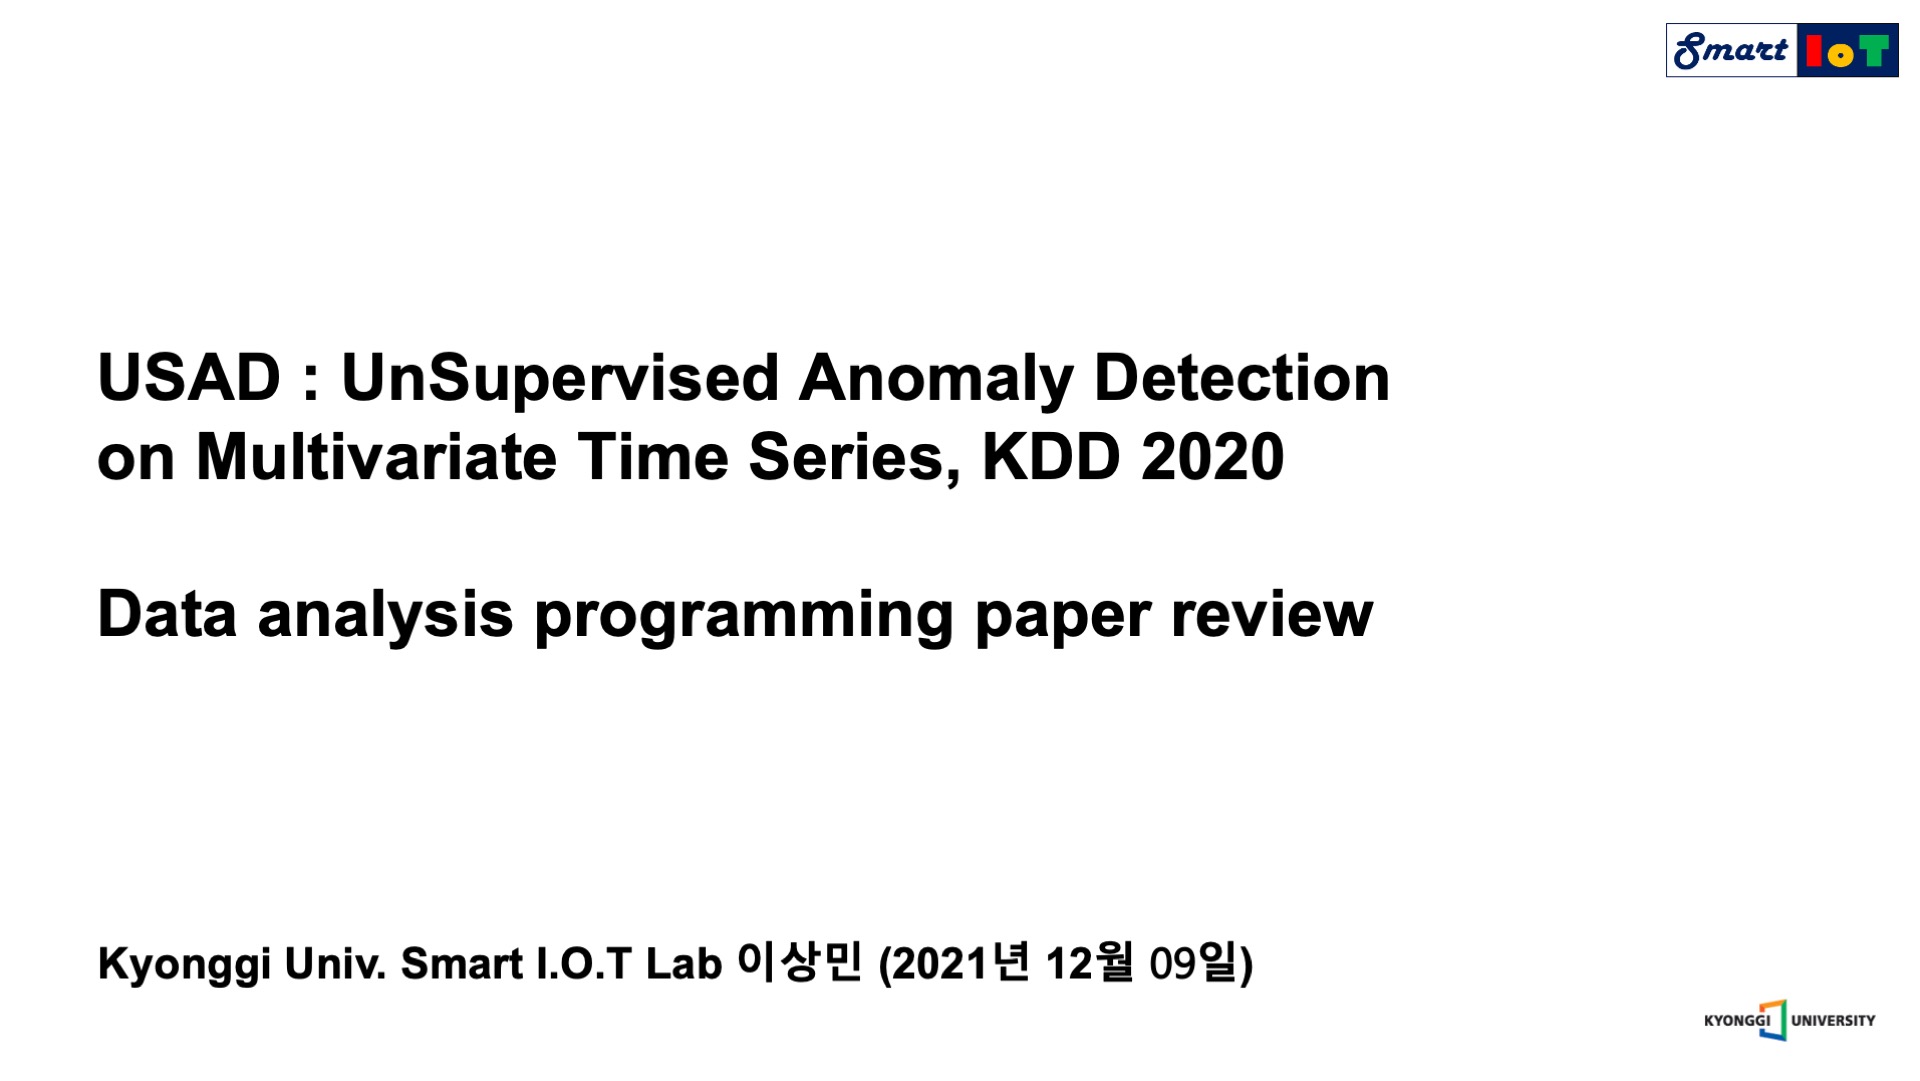 Smart IoT
USAD : UnSupervised Anomaly Detection
on Multivariate Time Series, KDD 2020
Data analysis programming paper review
Kyonggi Univ. Smart I.O.T Lab 이상민 (2021년 12월 09일)
KYONGGI UNIVERSITY